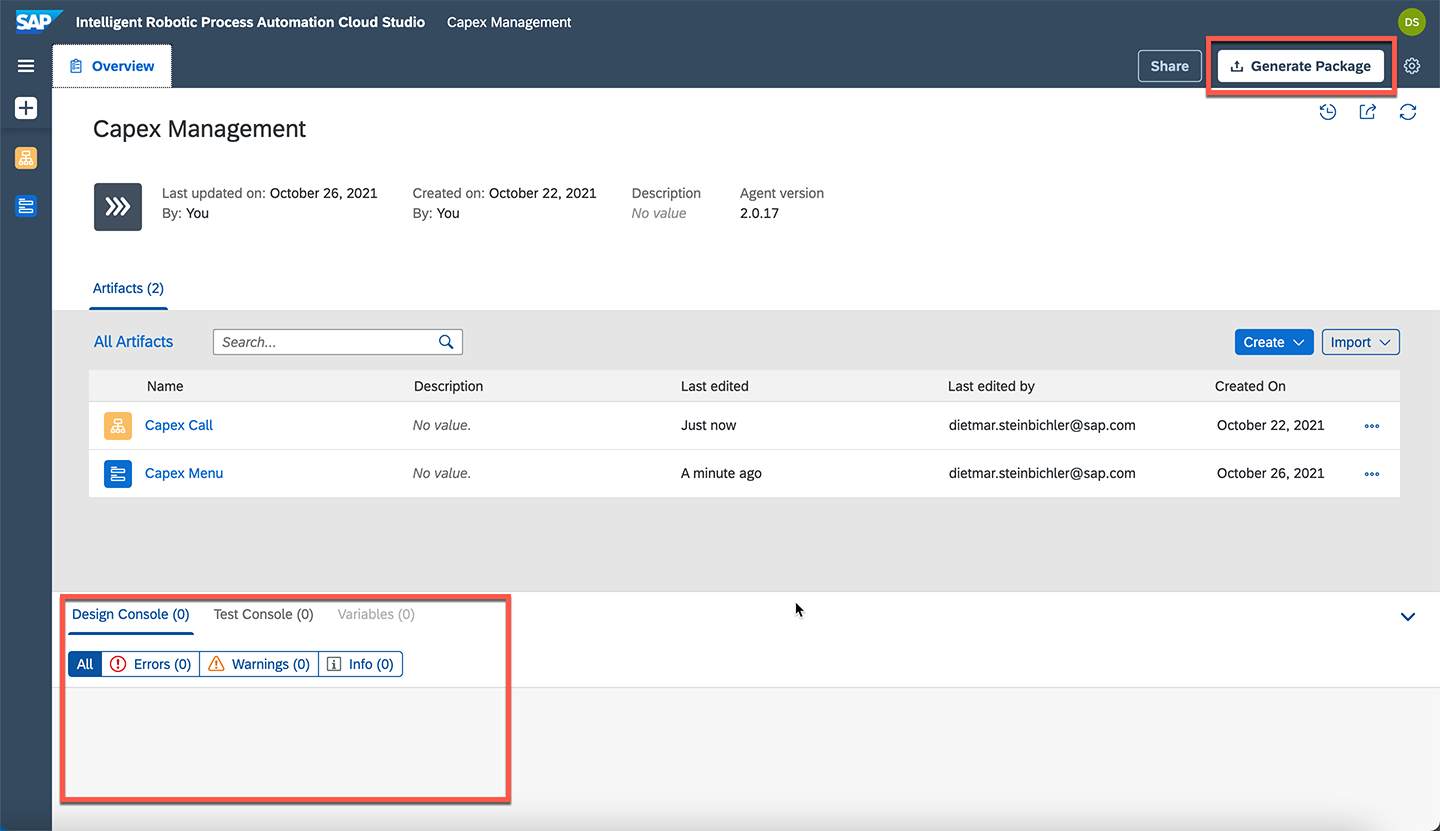 SAP Intelligent Robotic Process Automation Cloud Studio Capex Management DS
Overview Share Generate Package
Capex Management
Last updated on: October 26, 2021 Created on: October 22, 2021 Description Agent version
By: You By: You No value 2.0.17
Artifacts (2)
All Artifacts Search... Create Import
Name Description Last edited Last edited by Created On
Capex Call No value. Just now dietmar.steinbichler@sap.com October 22, 2021
Capex Menu No value. A minute ago dietmar.steinbichler@sap.com October 26, 2021
Design Console (0) Test Console (0) Variables (0)
All Errors (0) Warnings (0) Info (0)